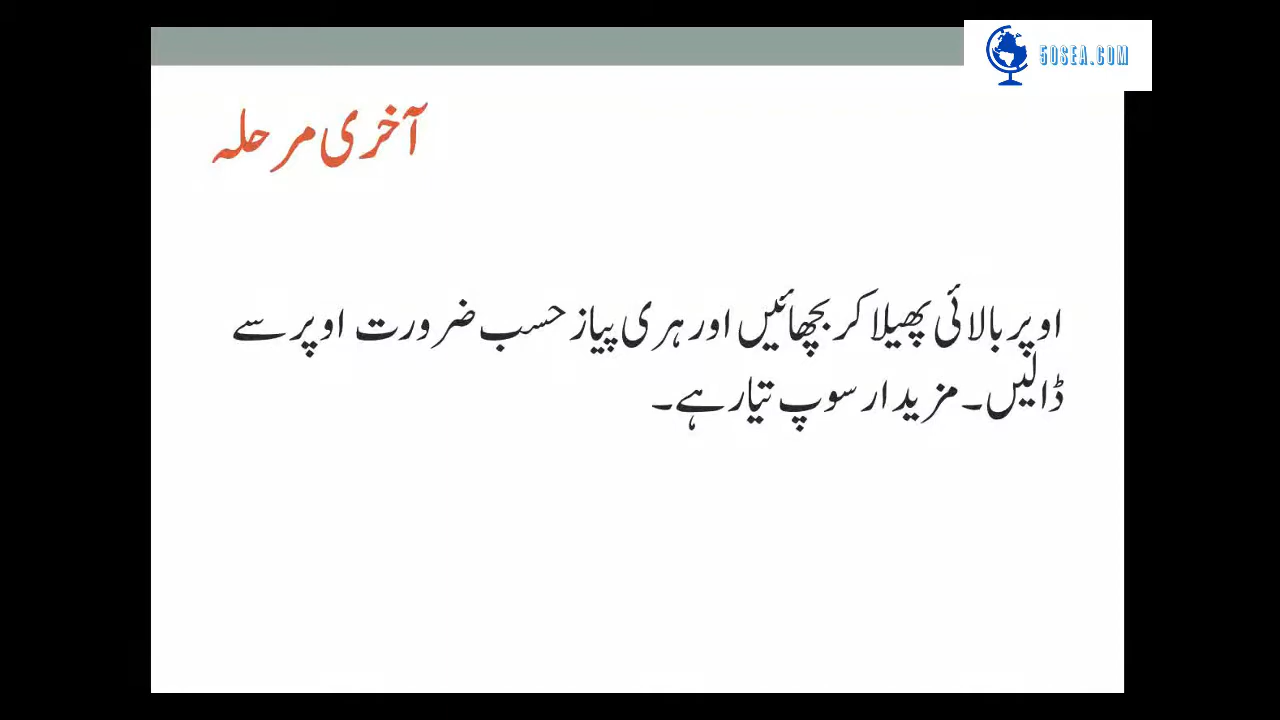 50SEA.COM
آخری مرحلہ
اوپر بالائی پھیلا کر بچھائیں اور ہری پیاز حسب ضرورت اوپر سے
ڈالیں۔ مزیدار سوپ تیار ہے۔